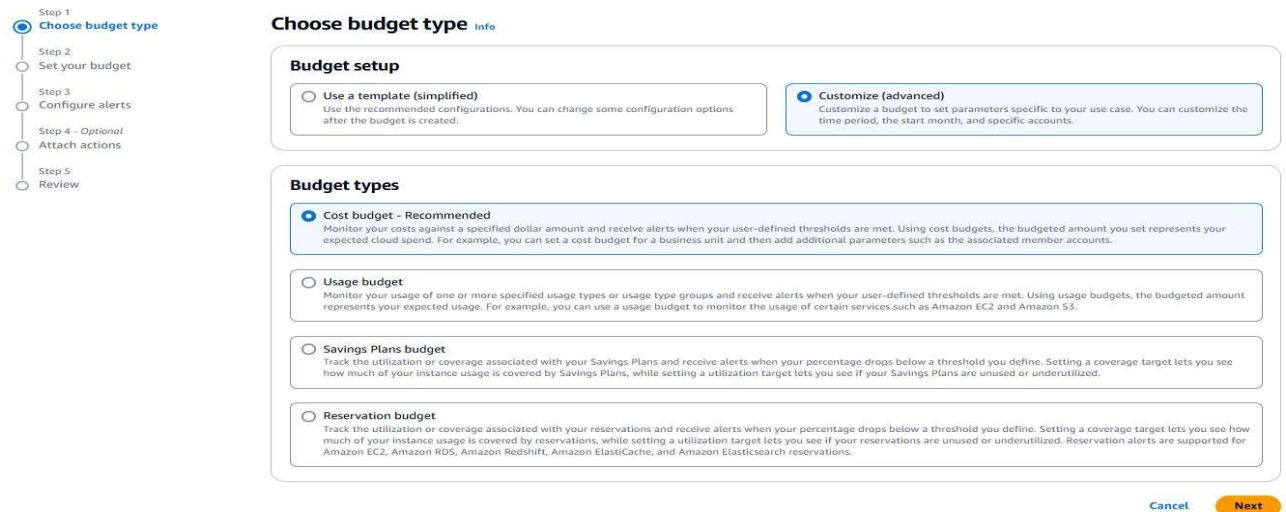 Step 1
Choose budget type
Step 2
Set your budget
Step 3
Configure alerts
Step 4 - Optional
Attach actions
Step 5
Review
Choose budget type Info
Budget setup
Use a template (simplified)
Use the recommended configurations. You can change some configuration options
after the budget is created.
Customize (advanced)
Customize a budget to set parameters specific to your use case. You can customize the
time period, the start month, and specific accounts.
Budget types
Cost budget - Recommended
Monitor your costs against a specified dollar amount and receive alerts when your user-defined thresholds are met. Using cost budgets, the budgeted amount you set represents your
expected cloud spend. For example, you can set a cost budget for a business unit and then add additional parameters such as the associated member accounts.
Usage budget
Monitor your usage of one or more specified usage types or usage type groups and receive alerts when your user-defined thresholds are met. Using usage budgets, the budgeted amount
represents your expected usage. For example, you can use a usage budget to monitor the usage of certain services such as Amazon EC2 and Amazon S3.
Savings Plans budget
Track the utilization or coverage associated with your Savings Plans and receive alerts when your percentage drops below a threshold you define. Setting a coverage target lets you see
how much of your instance usage is covered by Savings Plans, while setting a utilization target lets you see if your Savings Plans are unused or underutilized.
Reservation budget
Track the utilization or coverage associated with your reservations and receive alerts when your percentage drops below a threshold you define. Setting a coverage target lets you see how
much of your instance usage is covered by reservations, while setting a utilization target lets you see if your reservations are unused or underutilized. Reservation alerts are supported for
Amazon EC2, Amazon RDS, Amazon Redshift, Amazon ElastiCache, and Amazon Elasticsearch reservations.
Cancel
Next